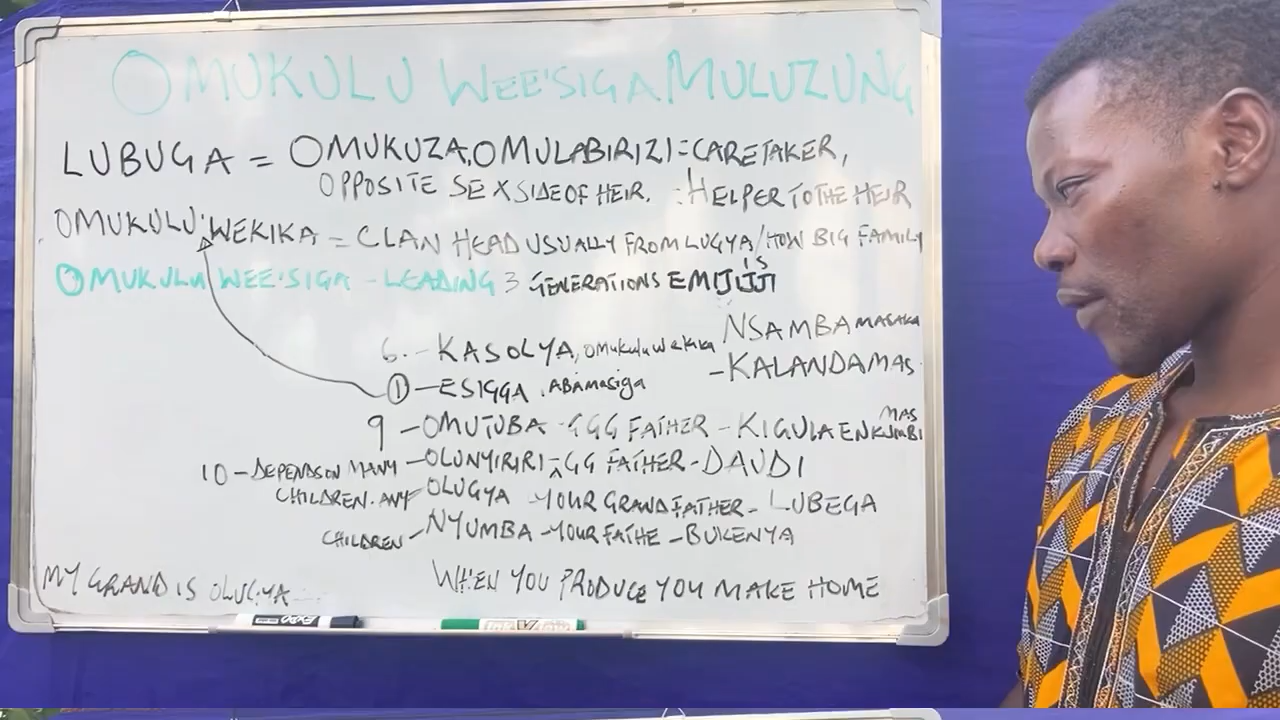 OMUKULU WEE'SIGA MULUZUNG
LUBUGA = OMUKUZA, OMULABIRIZI = CARETAKER,
OPPOSITE SEX SIDE OF HEIR. : HELPER TO THE HEIR
OMUKULU WEKIKA = CLAN HEAD USUALLY FROM LUGYA / HOW BIG FAMILY IS
OMUKULU WEE'SIGA - LEADING 3 GENERATIONS EMIJIJI
6. - KASOLYA, OMUKULU WEKIKA NSAMBA MASAKA
- KALANDA MAS
1 - ESIGGA, ABAMASIGA
9 - OMUTUBA - GGG FATHER - KIGULA ENKUMBI MAS
10 - DEPENDS ON MANY - OLUNYIRIRI - GG FATHER - DAUDI
CHILDREN. ANY OLUGYA - YOUR GRANDFATHER - LUBEGA
CHILDREN - NYUMBA - YOUR FATHE - BUKENYA
MY GRAND IS OLUGYA WHEN YOU PRODUCE YOU MAKE HOME